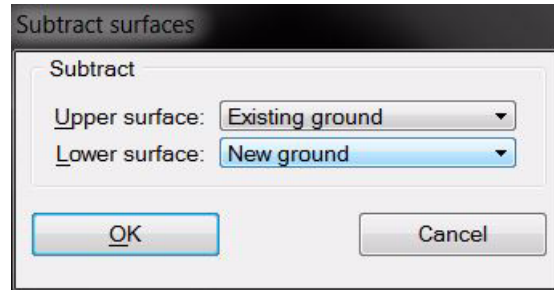 Subtract surfaces
Subtract
Upper surface: Existing ground
Lower surface: New ground
OK Cancel